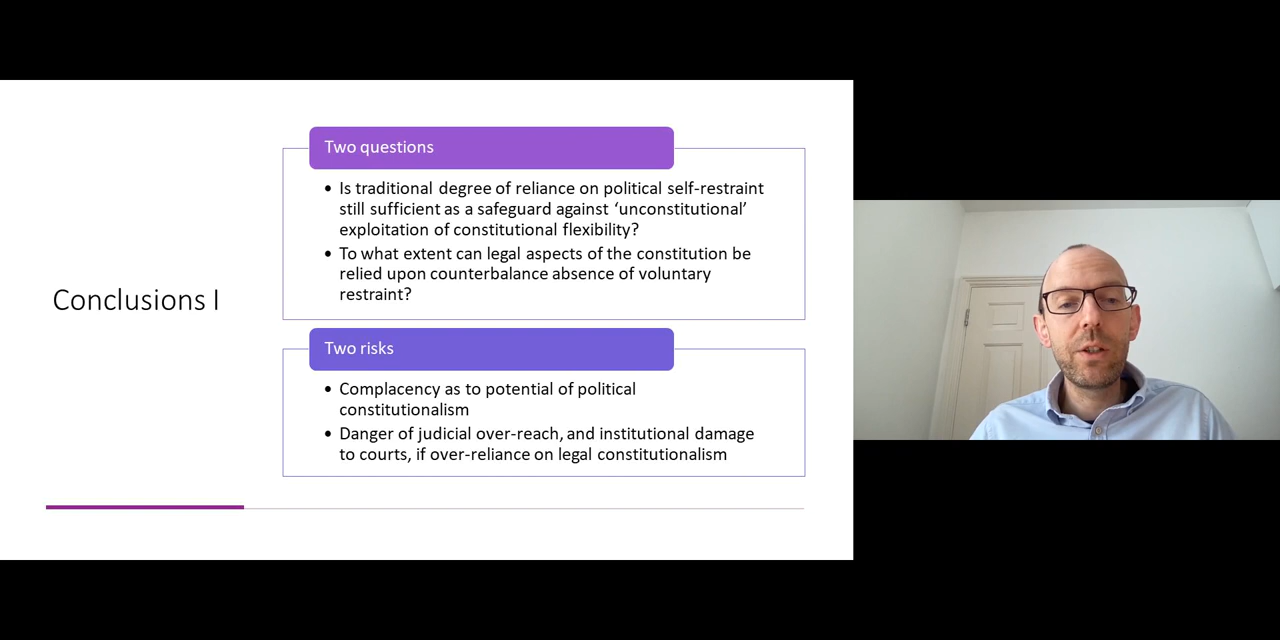 Conclusions I
Two questions
• Is traditional degree of reliance on political self-restraint
still sufficient as a safeguard against ‘unconstitutional’
exploitation of constitutional flexibility?
• To what extent can legal aspects of the constitution be
relied upon counterbalance absence of voluntary
restraint?
Two risks
• Complacency as to potential of political
constitutionalism
• Danger of judicial over-reach, and institutional damage
to courts, if over-reliance on legal constitutionalism